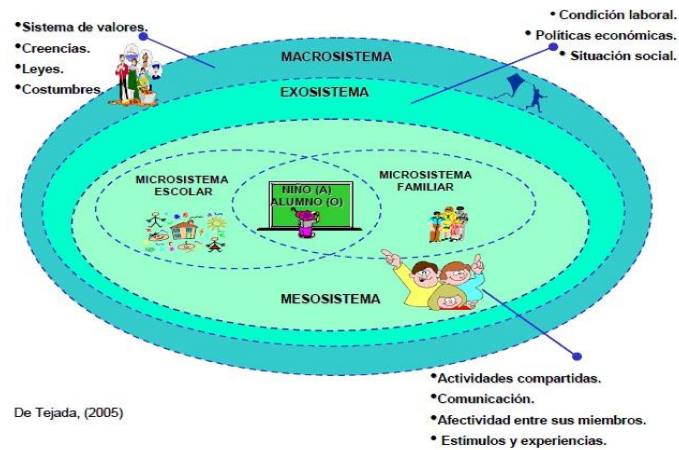 •Sistema de valores.
•Creencias.
•Leyes.
•Costumbres.
• Condición laboral.
• Políticas económicas.
• Situación social.
MACROSISTEMA
EXOSISTEMA
MICROSISTEMA
ESCOLAR
NIÑO (A)
ALUMNO (O)
MICROSISTEMA
FAMILIAR
MESOSISTEMA
•Actividades compartidas.
•Comunicación.
•Afectividad entre sus miembros.
• Estimulos y experiencias.
De Tejada, (2005)